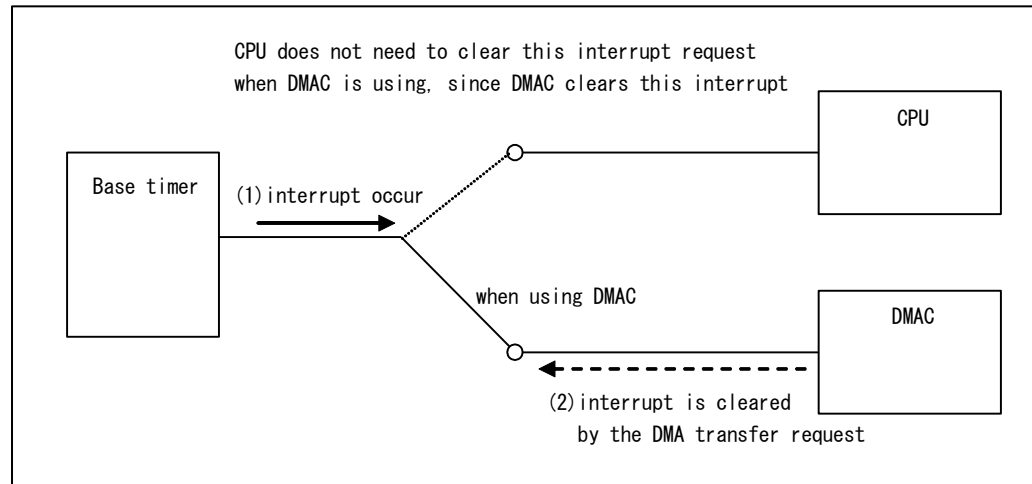 CPU does not need to clear this interrupt request
when DMAC is using, since DMAC clears this interrupt
CPU
Base timer
(1)interrupt occur
when using DMAC
DMAC
(2)interrupt is cleared
by the DMA transfer request